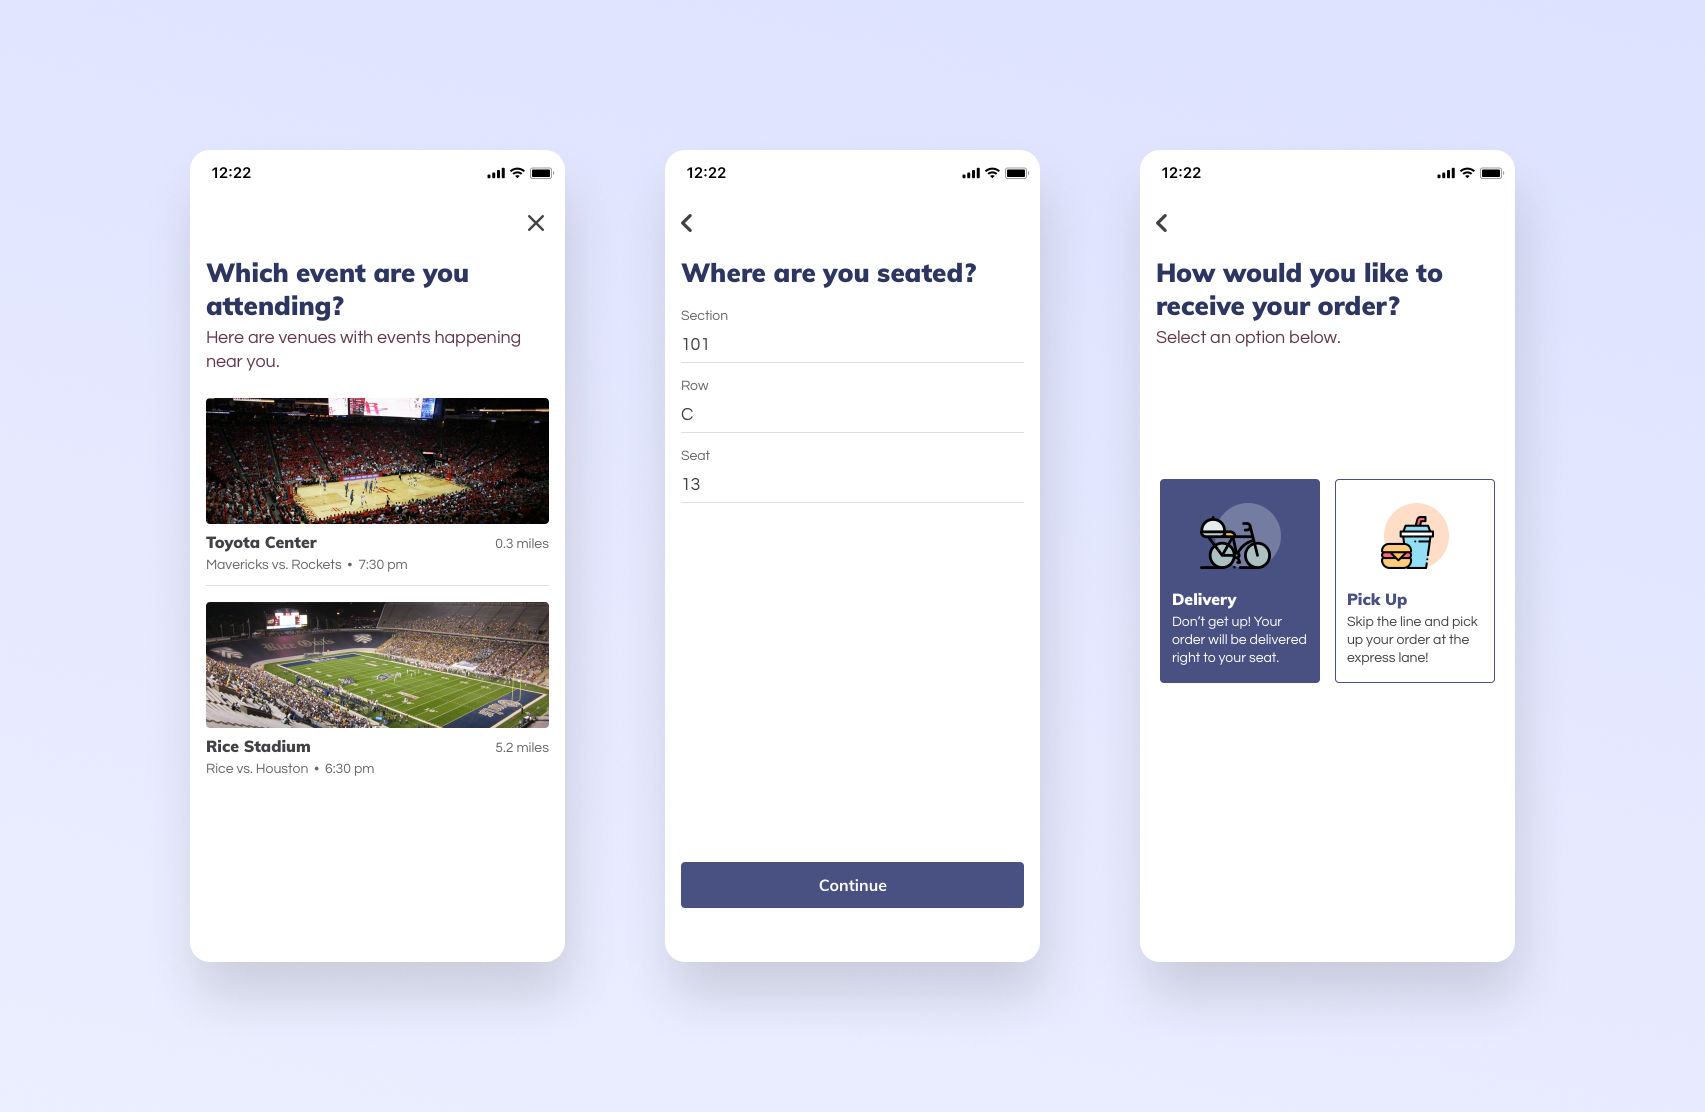 12:22
Which event are you
attending?
Here are venues with events happening
near you.
Toyota Center
0.3 miles
Mavericks vs. Rockets • 7:30 pm
Rice Stadium
5.2 miles
Rice vs. Houston • 6:30 pm
12:22
Where are you seated?
Section
101
Row
C
Seat
13
Continue
12:22
How would you like to
receive your order?
Select an option below.
Delivery
Don't get up! Your
order will be delivered
right to your seat.
Pick Up
Skip the line and pick
up your order at the
express lane!